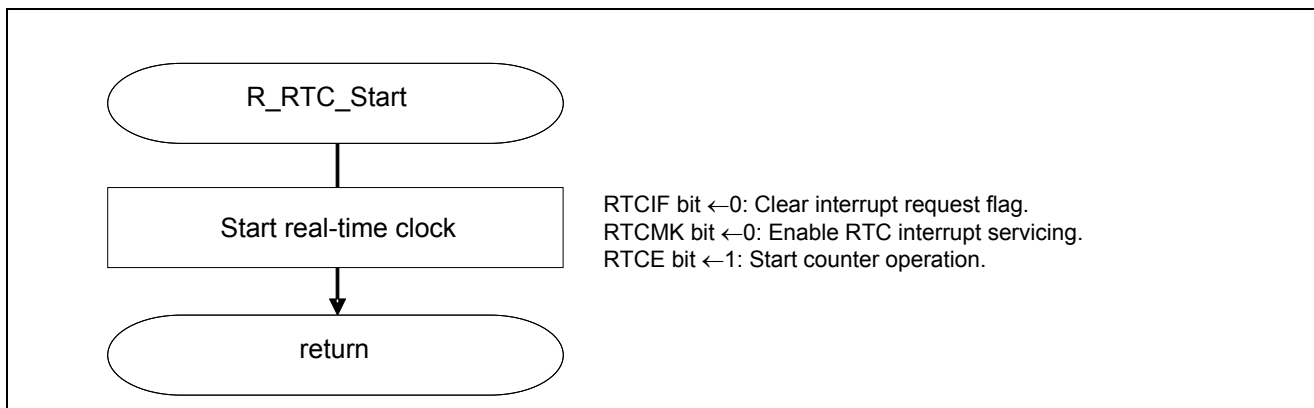 R_RTC_Start
Start real-time clock
RTCIF bit ←0: Clear interrupt request flag.
RTCMK bit ←0: Enable RTC interrupt servicing.
RTCE bit ←1: Start counter operation.
return